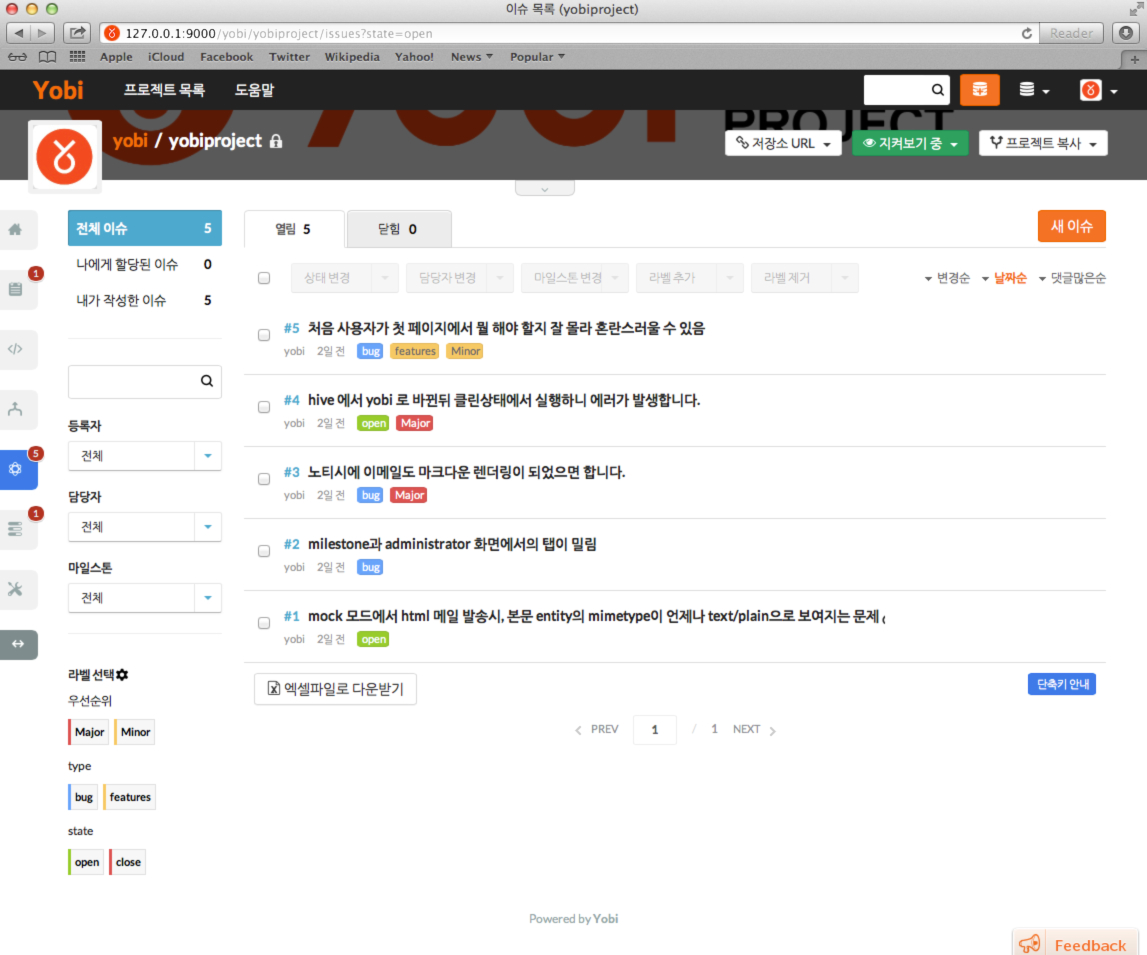 이슈 목록 (yobiproject)
127.0.0.1:9000/yobi/yobiproject/issues?state=open
Reader
Apple iCloud Facebook Twitter Wikipedia Yahoo! News Popular
Yobi 프로젝트 목록 도움말
PROJECT
yobi / yobiproject
저장소 URL 지켜보기 중 프로젝트 복사
전체 이슈 5
나에게 할당된 이슈 0
내가 작성한 이슈 5
열림 5 닫힘 0
새 이슈
1
5
1
상태 변경 담당자 변경 마일스톤 변경 라벨 추가 라벨 제거
변경순 날짜순 댓글많은순
#5 처음 사용자가 첫 페이지에서 뭘 해야 할지 잘 몰라 혼란스러울 수 있음
yobi 2일 전 bug features Minor
#4 hive 에서 yobi 로 바뀐뒤 클린상태에서 실행하니 에러가 발생합니다.
yobi 2일 전 open Major
#3 노티시에 이메일도 마크다운 렌더링이 되었으면 합니다.
yobi 2일 전 bug Major
#2 milestone과 administrator 화면에서의 탭이 밀림
yobi 2일 전 bug
#1 mock 모드에서 html 메일 발송시, 본문 entity의 mimetype이 언제나 text/plain으로 보여지는 문제
yobi 2일 전 open
등록자
전체
담당자
전체
마일스톤
전체
라벨 선택
우선순위
Major Minor
type
bug features
state
open close
엑셀파일로 다운받기
단축키 안내
PREV 1 / 1 NEXT
Powered by Yobi
Feedback